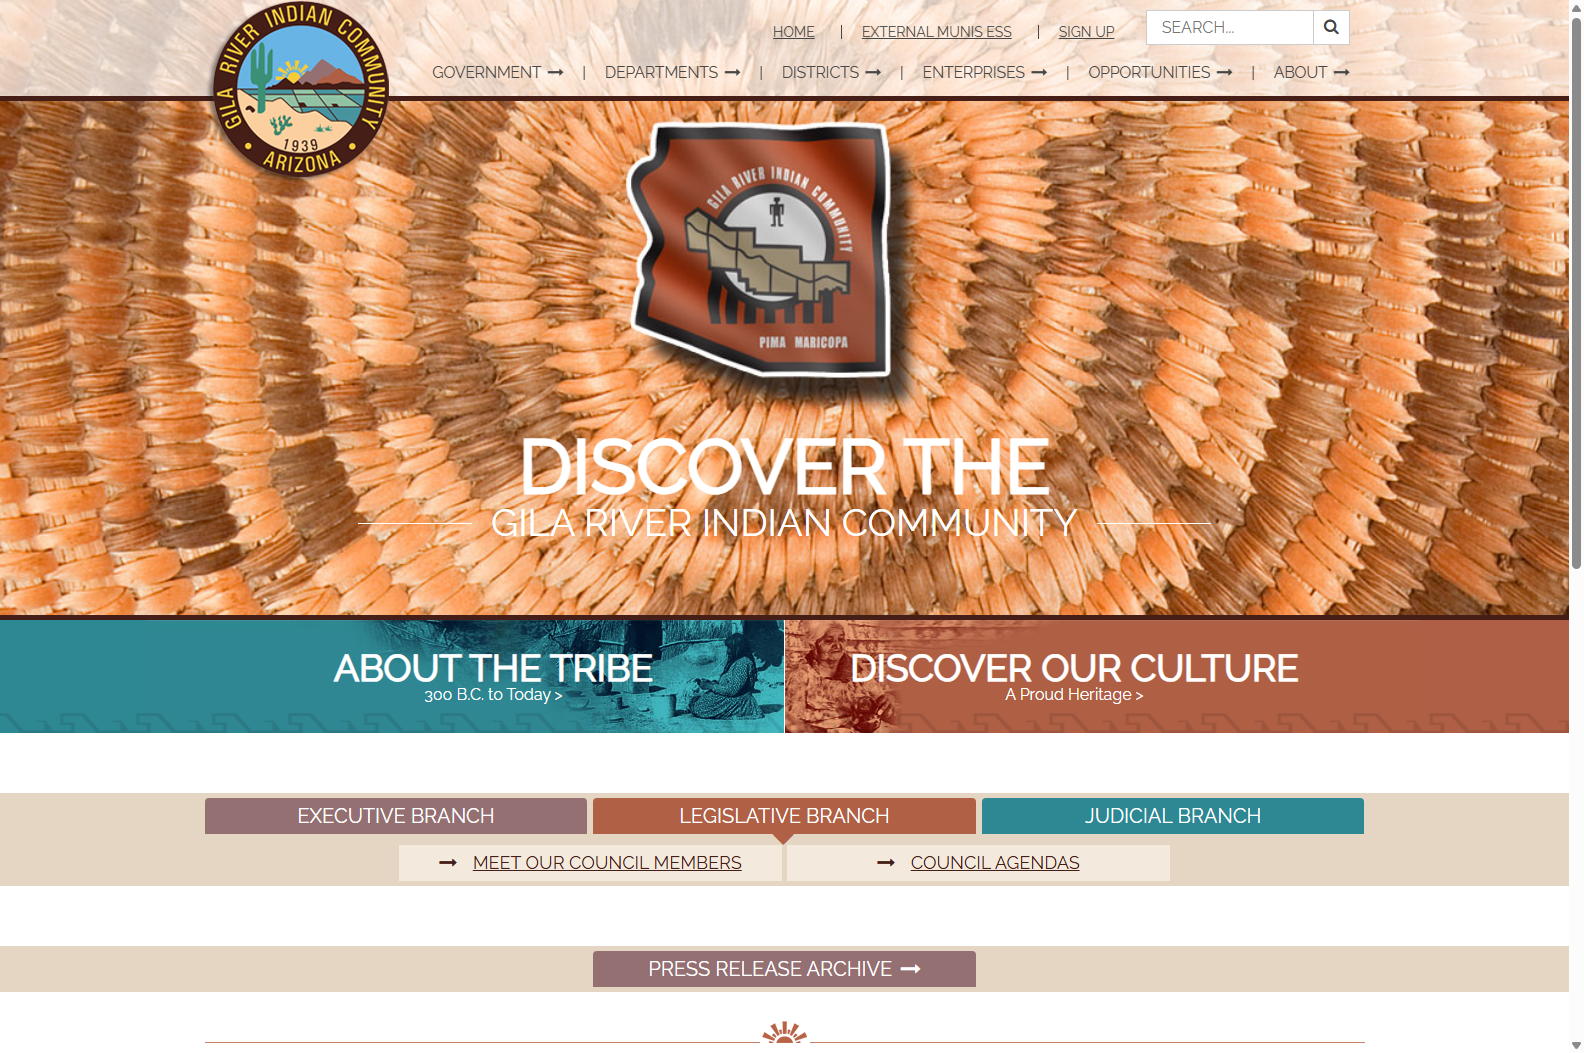 GILA RIVER INDIAN COMMUNITY
1939
ARIZONA
HOME | EXTERNAL MUNIS ESS | SIGN UP
SEARCH...
GOVERNMENT | DEPARTMENTS | DISTRICTS | ENTERPRISES | OPPORTUNITIES | ABOUT
GILA RIVER INDIAN COMMUNITY
PIMA MARICOPA
DISCOVER THE
GILA RIVER INDIAN COMMUNITY
ABOUT THE TRIBE
300 B.C. to Today >
DISCOVER OUR CULTURE
A Proud Heritage >
EXECUTIVE BRANCH
LEGISLATIVE BRANCH
JUDICIAL BRANCH
MEET OUR COUNCIL MEMBERS
COUNCIL AGENDAS
PRESS RELEASE ARCHIVE